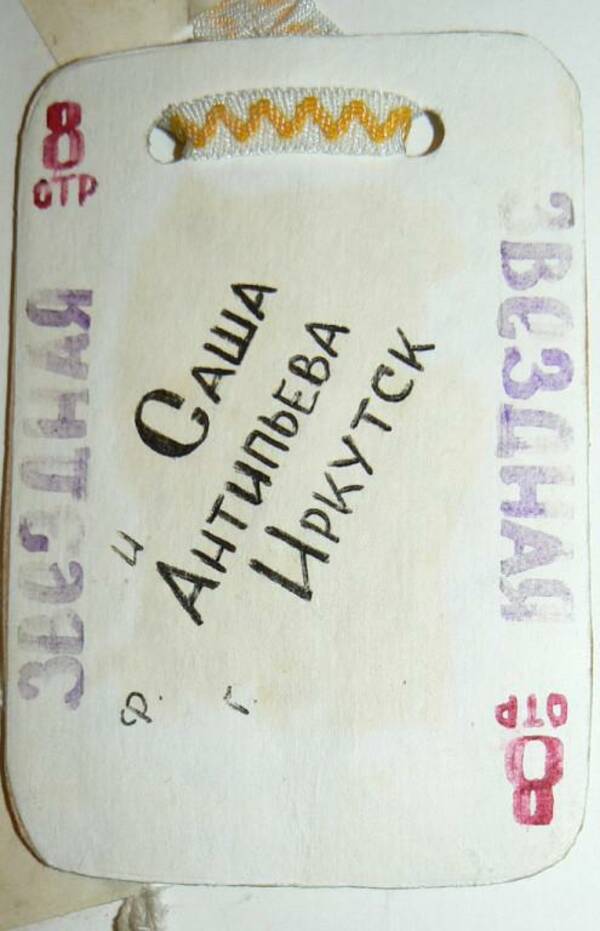 8
ОТР
ЗВЕЗДНАЯ
и
САША
Ф.
АНТИПЬЕВА
г.
ИРКУТСК
ЗВЕЗДНАЯ
8
ОТР